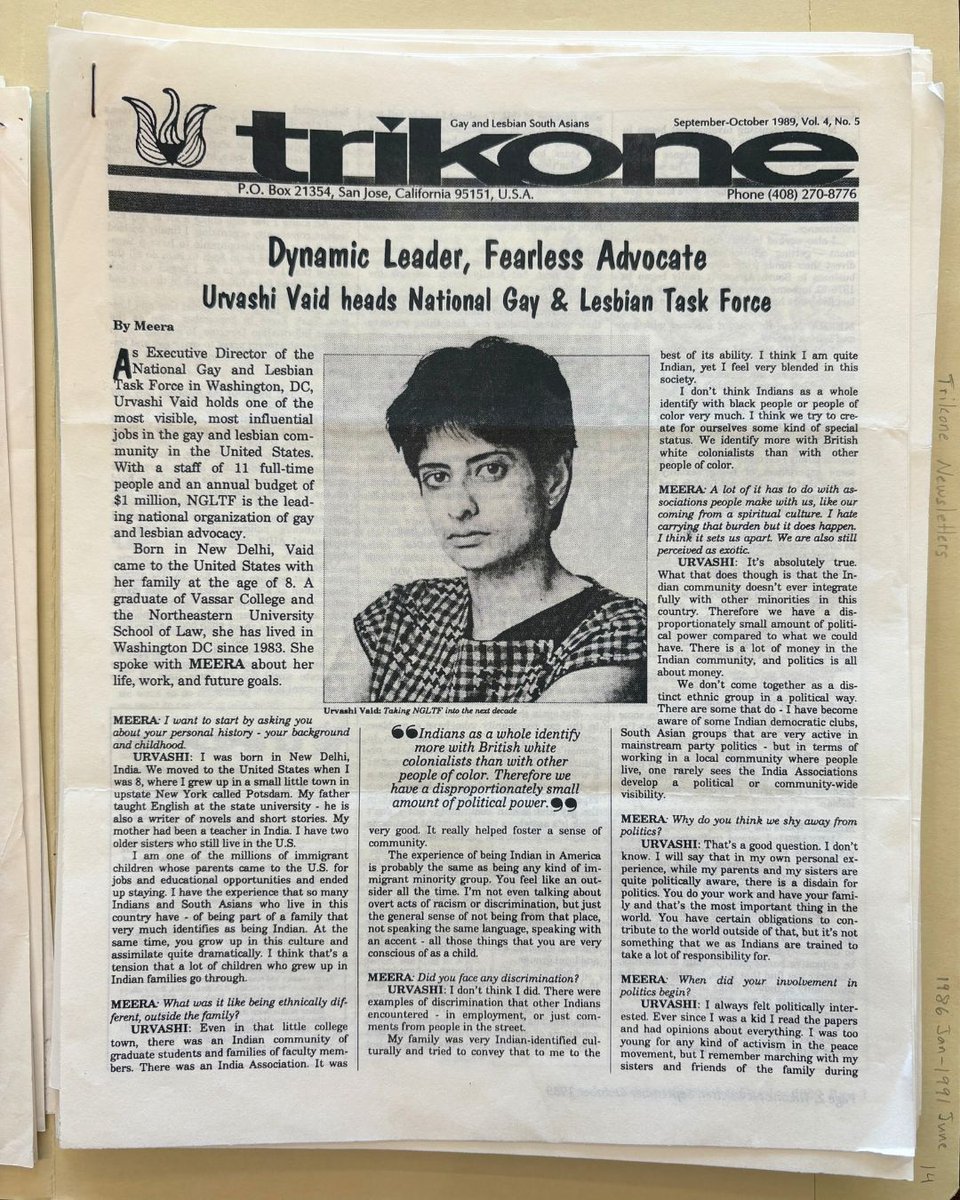 Gay and Lesbian South Asians
September-October 1989, Vol. 4, No. 5
trikone
P.O. Box 21354, San Jose, California 95151, U.S.A.
Phone (408) 270-8776
Dynamic Leader, Fearless Advocate
Urvashi Vaid heads National Gay & Lesbian Task Force
By Meera
As Executive Director of the
National Gay and Lesbian
Task Force in Washington, DC,
Urvashi Vaid holds one of the
most visible, most influential
jobs in the gay and lesbian com-
munity in the United States.
With a staff of 11 full-time
people and an annual budget of
$1 million, NGLTF is the lead-
ing national organization of gay
and lesbian advocacy.
Born in New Delhi, Vaid
came to the United States with
her family at the age of 8. A
graduate of Vassar College and
the Northeastern University
School of Law, she has lived in
Washington DC since 1983. She
spoke with MEERA about her
life, work, and future goals.
MEERA: I want to start by asking you
about your personal history - your background
and childhood.
URVASHI: I was born in New Delhi,
India. We moved to the United States when I
was 8, where I grew up in a small little town in
upstate New York called Potsdam. My father
taught English at the state university - he is
also a writer of novels and short stories. My
mother had been a teacher in India. I have two
older sisters who still live in the U.S.
I am one of the millions of immigrant
children whose parents came to the U.S. for
jobs and educational opportunities and ended
up staying. I have the experience that so many
Indians and South Asians who live in this
country have - of being part of a family that
very much identifies as being Indian. At the
same time, you grow up in this culture and
assimilate quite dramatically. I think that's a
tension that a lot of children who grew up in
Indian families go through.
MEERA: What was it like being ethnically dif-
ferent, outside the family?
URVASHI: Even in that little college
town, there was an Indian community of
graduate students and families of faculty mem-
bers. There was an India Association. It was
Urvashi Vaid: Taking NGLTF into the next decade
“Indians as a whole identify
more with British white
colonialists than with other
people of color. Therefore we
have a disproportionately small
amount of political power.”
very good. It really helped foster a sense of
community.
The experience of being Indian in America
is probably the same as being any kind of im-
migrant minority group. You feel like an out-
sider all the time. I'm not even talking about
overt acts of racism or discrimination, but just
the general sense of not being from that place,
not speaking the same language, speaking with
an accent - all those things that you are very
conscious of as a child.
MEERA: Did you face any discrimination?
URVASHI: I don't think I did. There were
examples of discrimination that other Indians
encountered - in employment, or just com-
ments from people in the street.
My family was very Indian-identified cul-
turally and tried to convey that to me to the
best of its ability. I think I am quite
Indian, yet I feel very blended in this
society.
I don't think Indians as a whole
identify with black people or people of
color very much. I think we try to cre-
ate for ourselves some kind of special
status. We identify more with British
white colonialists than with other
people of color.
MEERA: A lot of it has to do with as-
sociations people make with us, like our
coming from a spiritual culture. I hate
carrying that burden but it does happen.
I think it sets us apart. We are also still
perceived as exotic.
URVASHI: It's absolutely true.
What that does though is that the In-
dian community doesn't ever integrate
fully with other minorities in this
country. Therefore we have a dis-
proportionately small amount of politi-
cal power compared to what we could
have. There is a lot of money in the
Indian community, and politics is all
about money.
We don't come together as a dis-
tinct ethnic group in a political way.
There are some that do - I have become
aware of some Indian democratic clubs,
South Asian groups that are very active in
mainstream party politics - but in terms of
working in a local community where people
live, one rarely sees the India Associations
develop a political or community-wide
visibility.
MEERA: Why do you think we shy away from
politics?
URVASHI: That's a good question. I don't
know. I will say that in my own personal ex-
perience, while my parents and my sisters are
quite politically aware, there is a disdain for
politics. You do your work and have your fami-
ly and that's the most important thing in the
world. You have certain obligations to con-
tribute to the world outside of that, but it's not
something that we as Indians are trained to
take a lot of responsibility for.
MEERA: When did your involvement in
politics begin?
URVASHI: I always felt politically inter-
ested. Ever since I was a kid I read the papers
and had opinions about everything. I was too
young for any kind of activism in the peace
movement, but I remember marching with my
sisters and friends of the family during
Trikone Newsletters
1986 Jan-1991 June
14